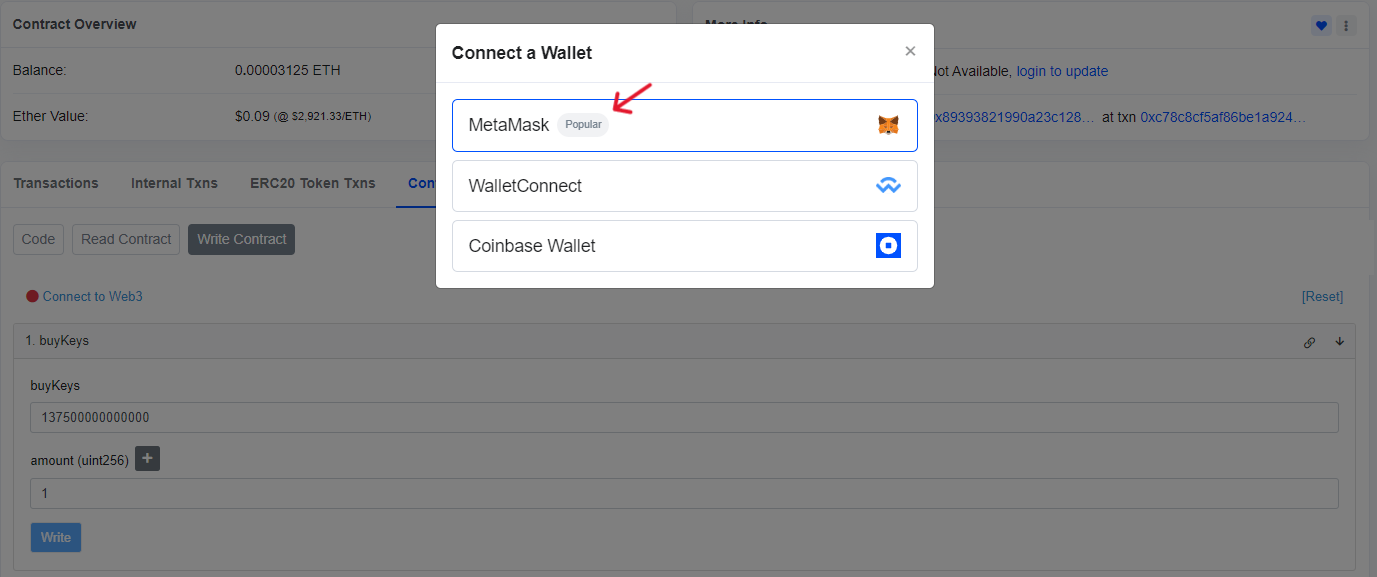 Contract Overview
More Info
Balance:
0.00003125 ETH
Not Available, login to update
Ether Value:
$0.09 (@ $2,921.33/ETH)
0x89393821990a23c128... at txn 0xc78c8cf5af86be1a924...
Connect a Wallet
×
MetaMask
Popular
WalletConnect
Coinbase Wallet
Transactions
Internal Txns
ERC20 Token Txns
Code
Read Contract
Write Contract
Connect to Web3
[Reset]
1. buyKeys
buyKeys
137500000000000
amount (uint256)
+
1
Write